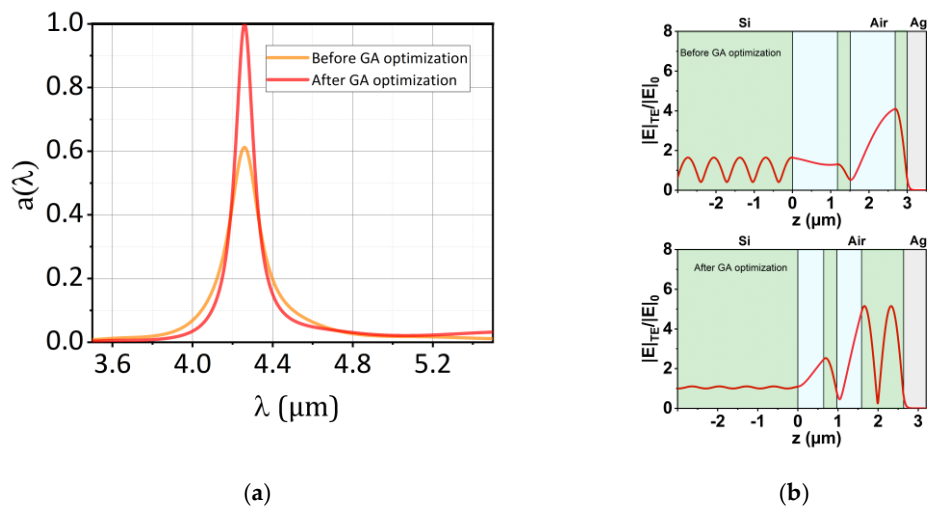 1.0
0.8
0.6
0.4
0.2
0.0
a(λ)
3.6 4.0 4.4 4.8 5.2
λ (μm)
Before GA optimization
After GA optimization
(a)
Si Air Ag
Before GA optimization
8
6
4
2
0
|E|TE/|E|0
-2 -1 0 1 2 3
z (μm)
Si Air Ag
After GA optimization
8
6
4
2
0
|E|TE/|E|0
-2 -1 0 1 2 3
z (μm)
(b)